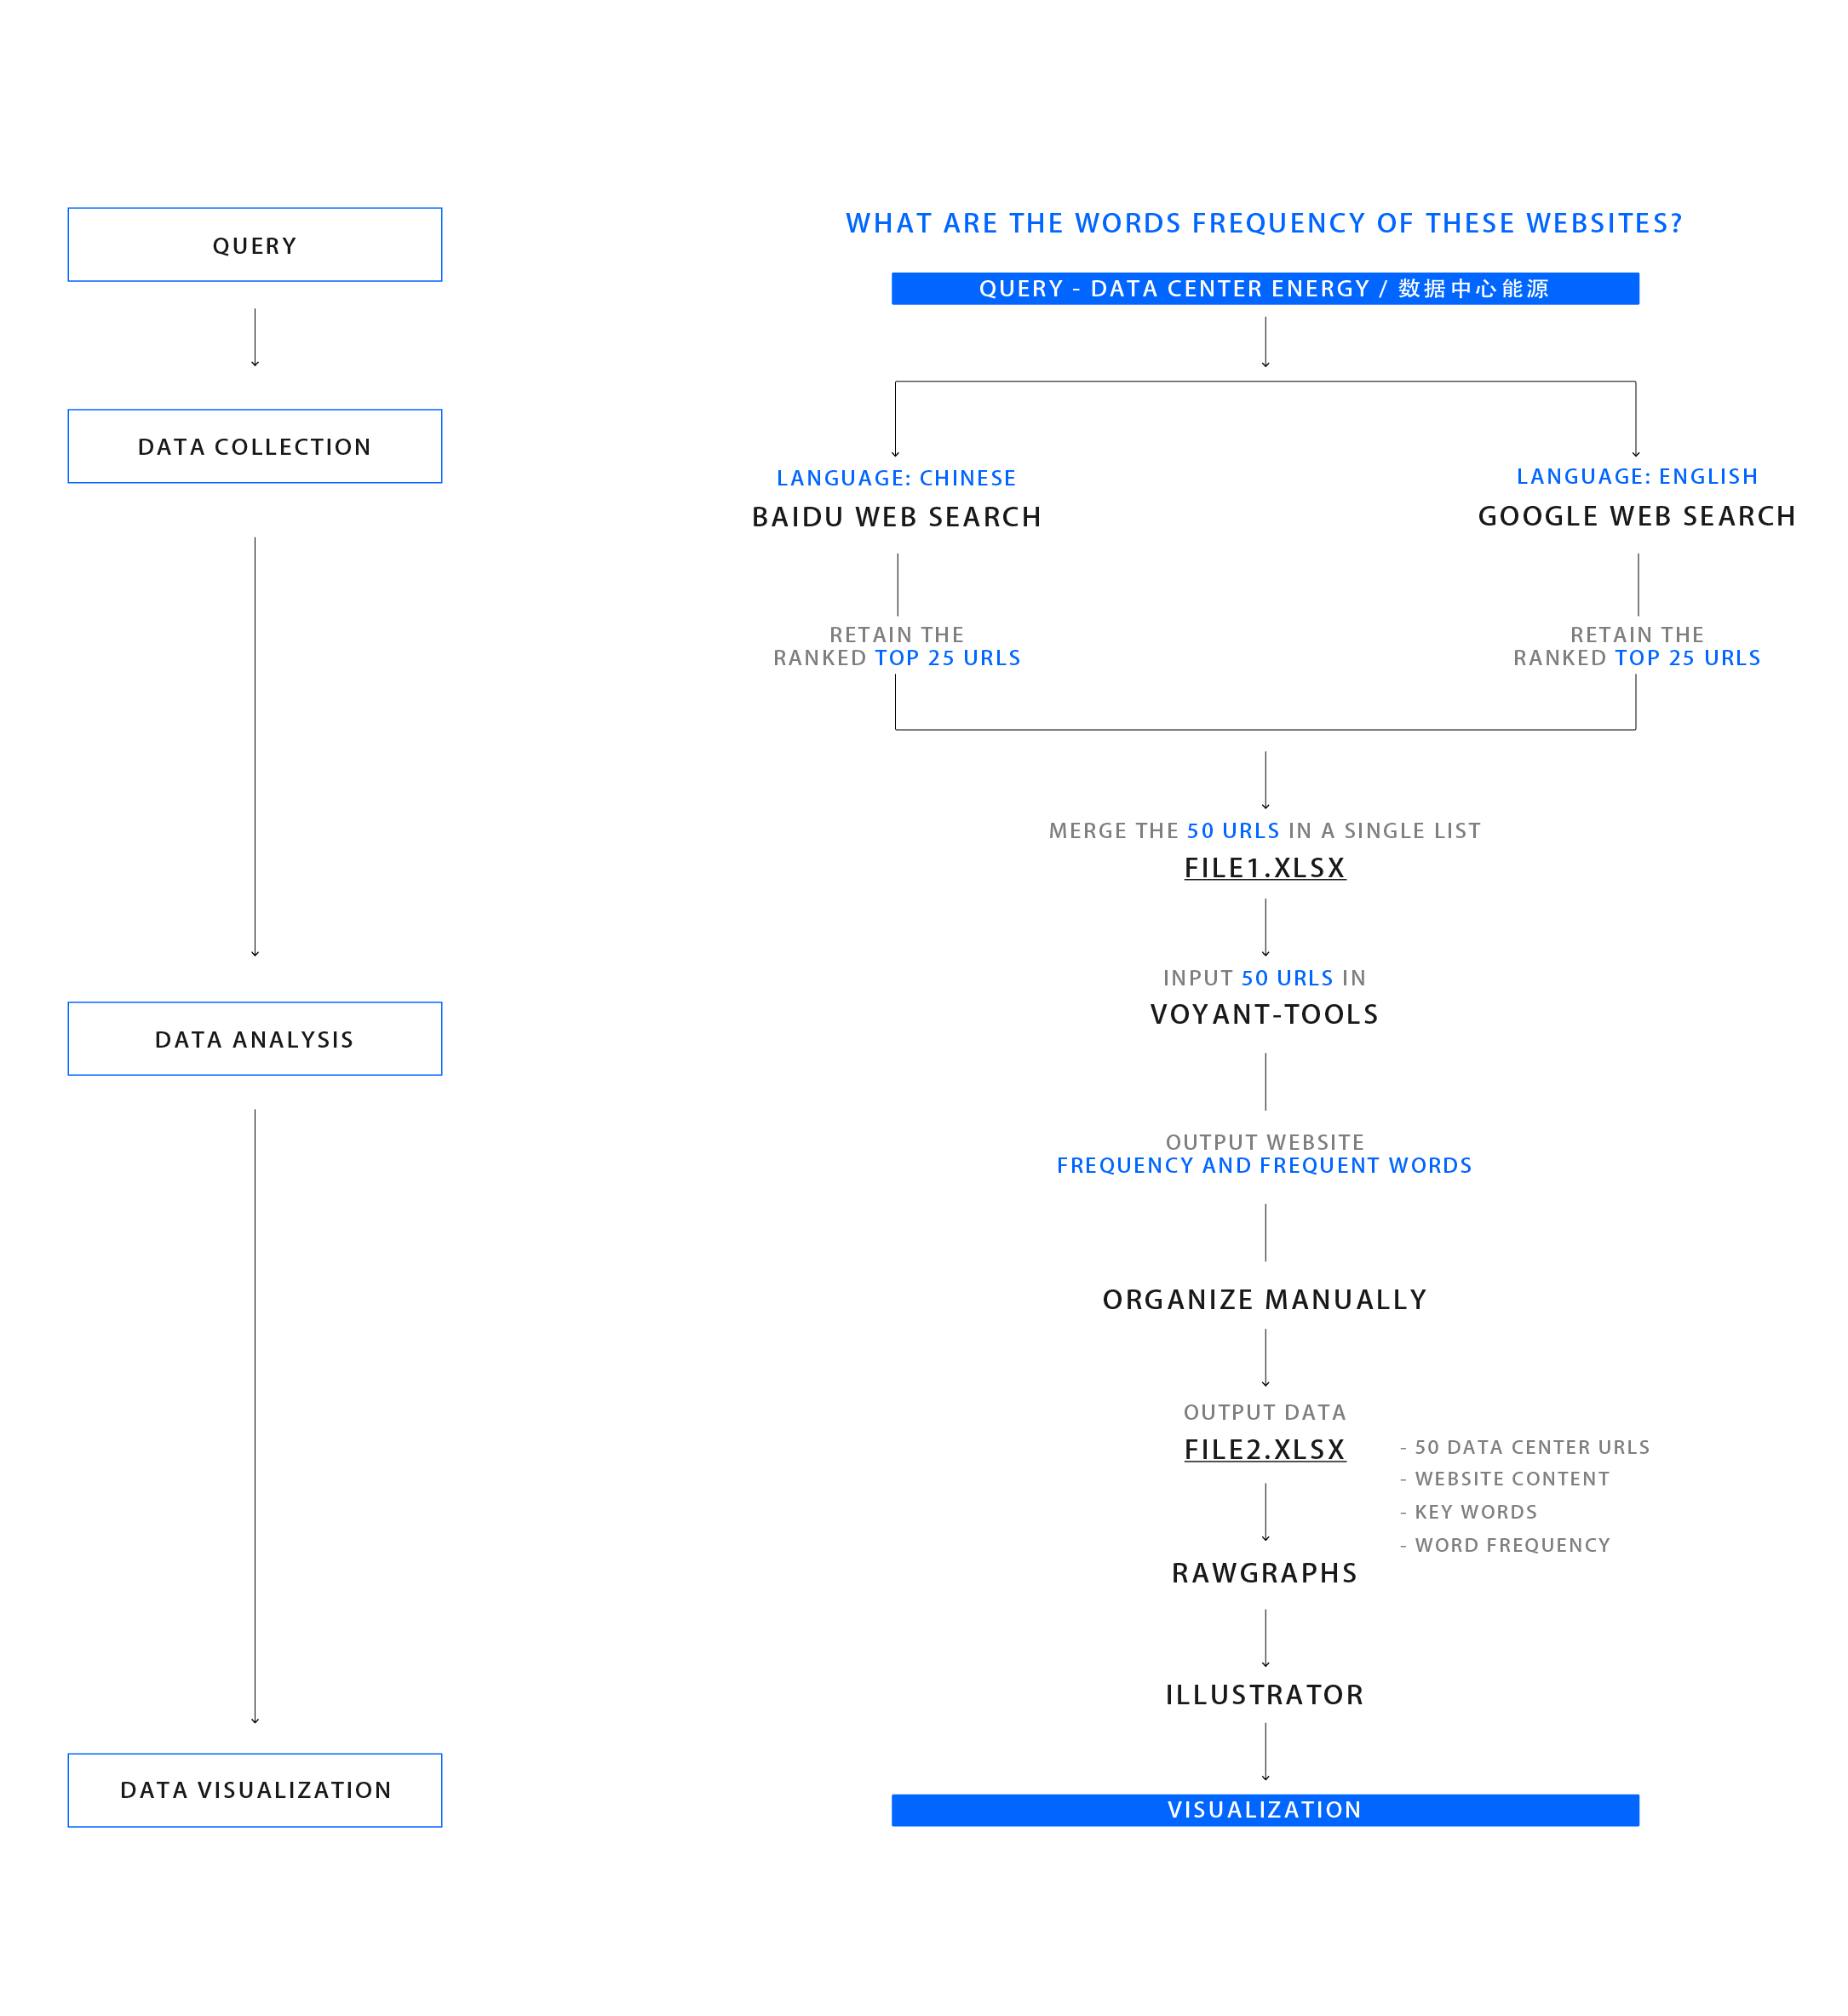 QUERY
DATA COLLECTION
DATA ANALYSIS
DATA VISUALIZATION
WHAT ARE THE WORDS FREQUENCY OF THESE WEBSITES?
QUERY - DATA CENTER ENERGY / 数据中心能源
LANGUAGE: CHINESE
BAIDU WEB SEARCH
RETAIN THE
RANKED TOP 25 URLS
LANGUAGE: ENGLISH
GOOGLE WEB SEARCH
RETAIN THE
RANKED TOP 25 URLS
MERGE THE 50 URLS IN A SINGLE LIST
FILE1.XLSX
INPUT 50 URLS IN
VOYANT-TOOLS
OUTPUT WEBSITE
FREQUENCY AND FREQUENT WORDS
ORGANIZE MANUALLY
OUTPUT DATA
FILE2.XLSX
- 50 DATA CENTER URLS
- WEBSITE CONTENT
- KEY WORDS
- WORD FREQUENCY
RAWGRAPHS
ILLUSTRATOR
VISUALIZATION